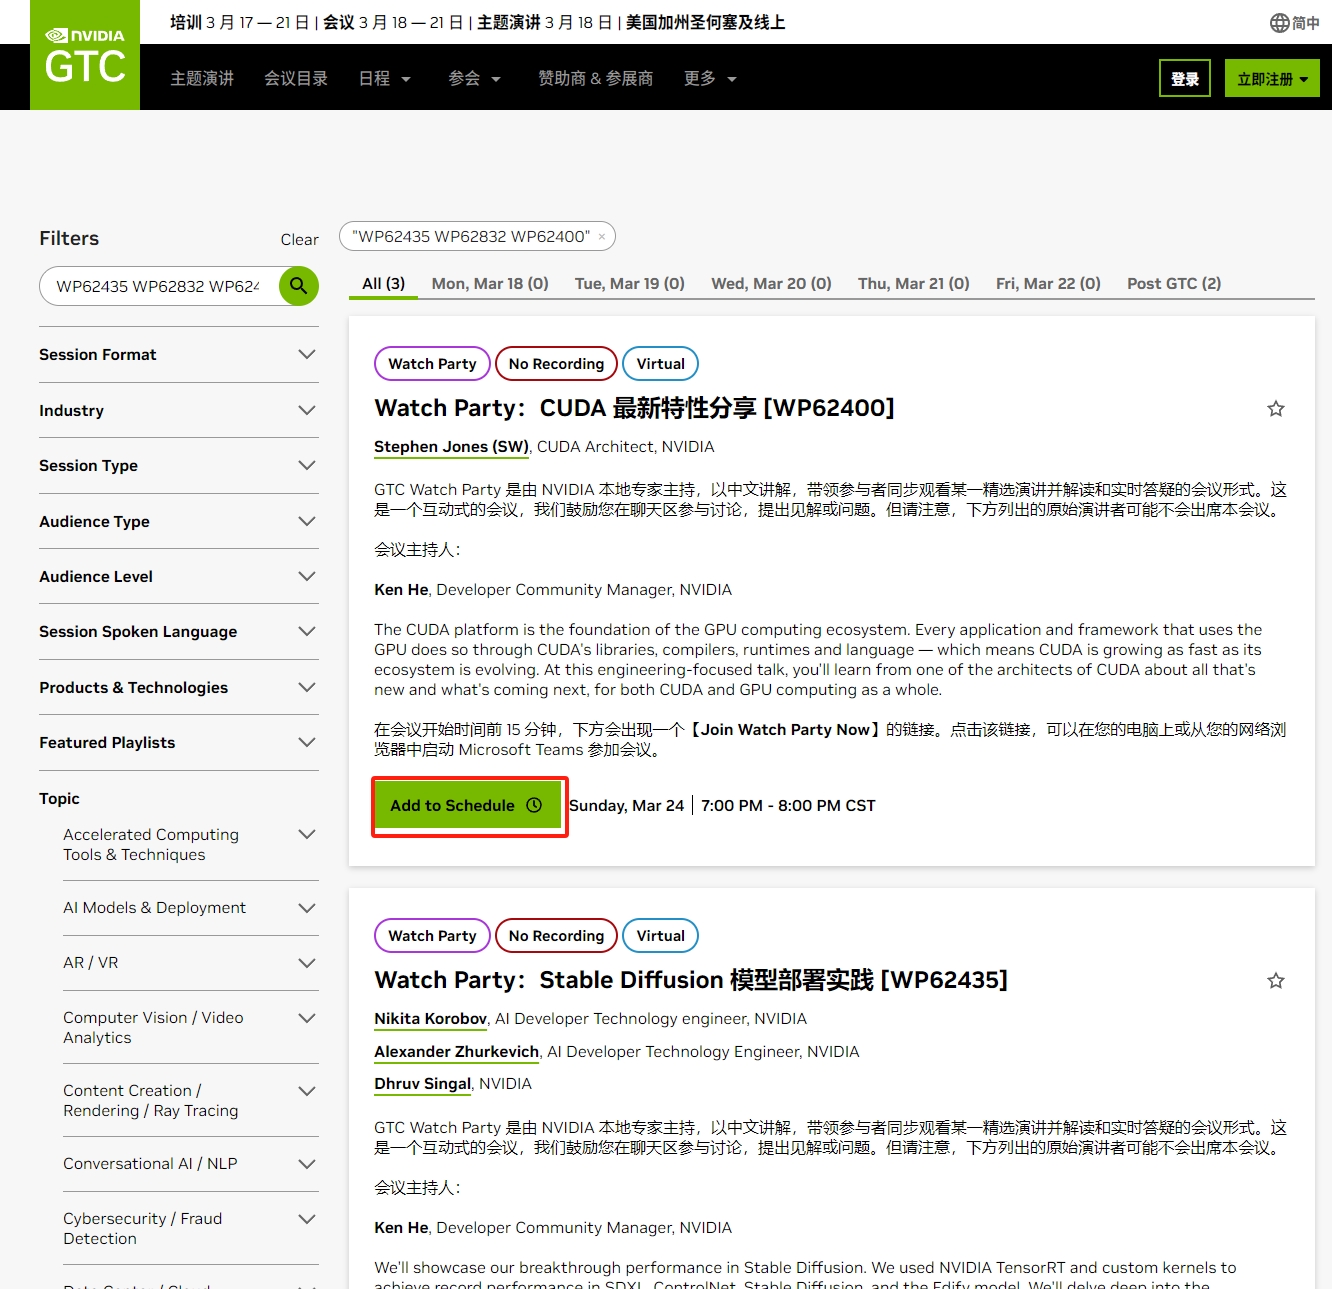 培训 3 月 17 — 21 日 | 会议 3 月 18 — 21 日 | 主题演讲 3 月 18 日 | 美国加州圣何塞及线上
简中
NVIDIA
GTC
主题演讲
会议目录
日程
参会
赞助商 & 参展商
更多
登录
立即注册
Filters
Clear
WP62435 WP62832 WP624
Session Format
Industry
Session Type
Audience Type
Audience Level
Session Spoken Language
Products & Technologies
Featured Playlists
Topic
Accelerated Computing
Tools & Techniques
AI Models & Deployment
AR / VR
Computer Vision / Video
Analytics
Content Creation /
Rendering / Ray Tracing
Conversational AI / NLP
Cybersecurity / Fraud
Detection
"WP62435 WP62832 WP62400" ×
All (3)
Mon, Mar 18 (0)
Tue, Mar 19 (0)
Wed, Mar 20 (0)
Thu, Mar 21 (0)
Fri, Mar 22 (0)
Post GTC (2)
Watch Party
No Recording
Virtual
Watch Party：CUDA 最新特性分享 [WP62400]
Stephen Jones (SW), CUDA Architect, NVIDIA
GTC Watch Party 是由 NVIDIA 本地专家主持，以中文讲解，带领参与者同步观看某一精选演讲并解读和实时答疑的会议形式。这
是一个互动式的会议，我们鼓励您在聊天区参与讨论，提出见解或问题。但请注意，下方列出的原始演讲者可能不会出席本会议。
会议主持人：
Ken He, Developer Community Manager, NVIDIA
The CUDA platform is the foundation of the GPU computing ecosystem. Every application and framework that uses the
GPU does so through CUDA's libraries, compilers, runtimes and language — which means CUDA is growing as fast as its
ecosystem is evolving. At this engineering-focused talk, you'll learn from one of the architects of CUDA about all that's
new and what's coming next, for both CUDA and GPU computing as a whole.
在会议开始时间前 15 分钟，下方会出现一个【Join Watch Party Now】的链接。点击该链接，可以在您的电脑上或从您的网络浏
览器中启动 Microsoft Teams 参加会议。
Add to Schedule
Sunday, Mar 24 | 7:00 PM - 8:00 PM CST
Watch Party
No Recording
Virtual
Watch Party：Stable Diffusion 模型部署实践 [WP62435]
Nikita Korobov, AI Developer Technology engineer, NVIDIA
Alexander Zhurkevich, AI Developer Technology Engineer, NVIDIA
Dhruv Singal, NVIDIA
GTC Watch Party 是由 NVIDIA 本地专家主持，以中文讲解，带领参与者同步观看某一精选演讲并解读和实时答疑的会议形式。这
是一个互动式的会议，我们鼓励您在聊天区参与讨论，提出见解或问题。但请注意，下方列出的原始演讲者可能不会出席本会议。
会议主持人：
Ken He, Developer Community Manager, NVIDIA
We'll showcase our breakthrough performance in Stable Diffusion. We used NVIDIA TensorRT and custom kernels to
achieve record performance in SDXL, ControlNet, Stable Diffusion, and the Edify model. We'll delve deep into the